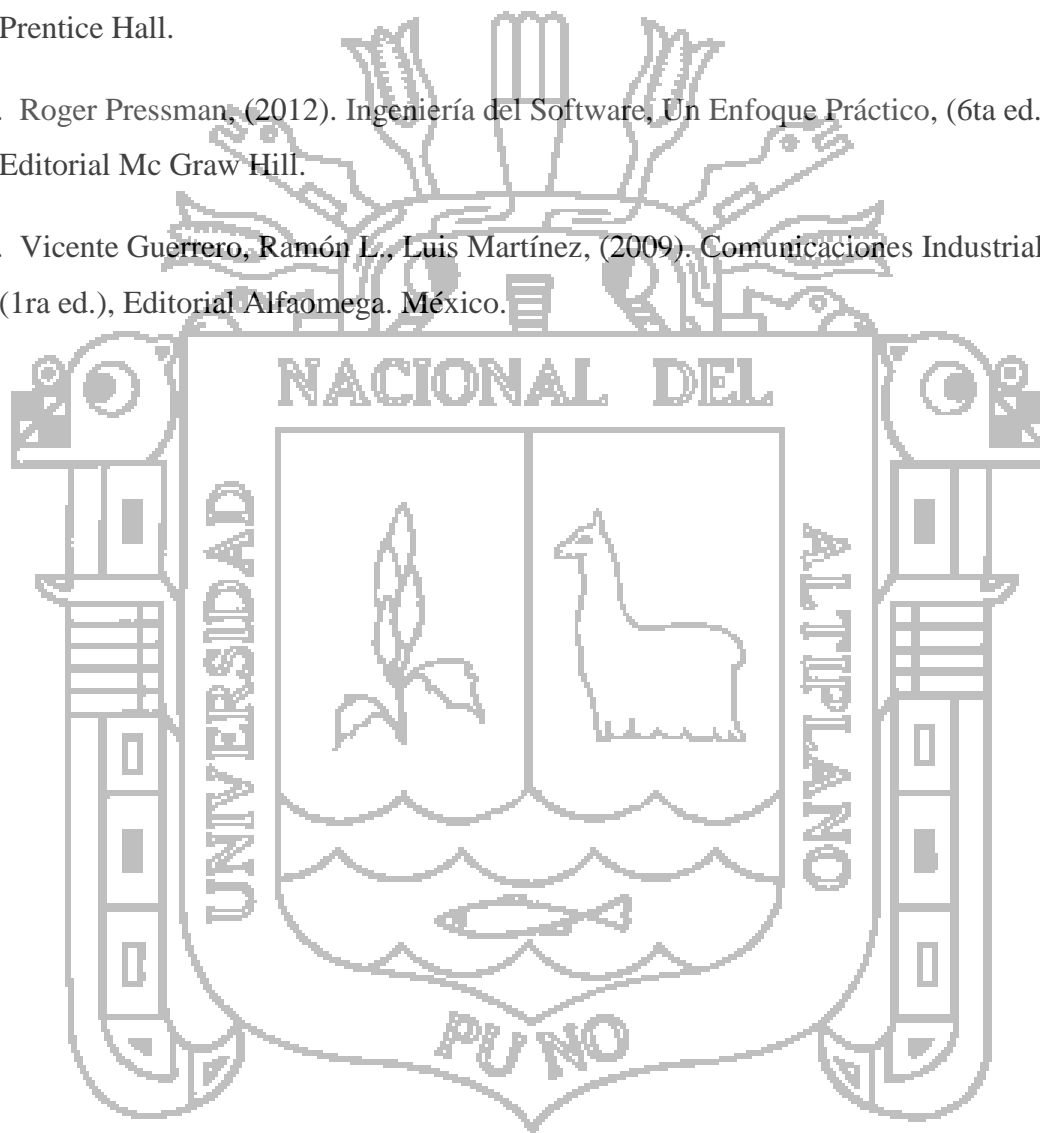 Prentice Hall.
. Roger Pressman, (2012). Ingeniería del Software, Un Enfoque Práctico, (6ta ed.
Editorial Mc Graw Hill.
. Vicente Guerrero, Ramón L., Luis Martínez, (2009). Comunicaciones Industrial
(1ra ed.), Editorial Alfaomega. México.
NACIONAL DEL
UNIVERSIDAD
ALTIPLANO
PUNO